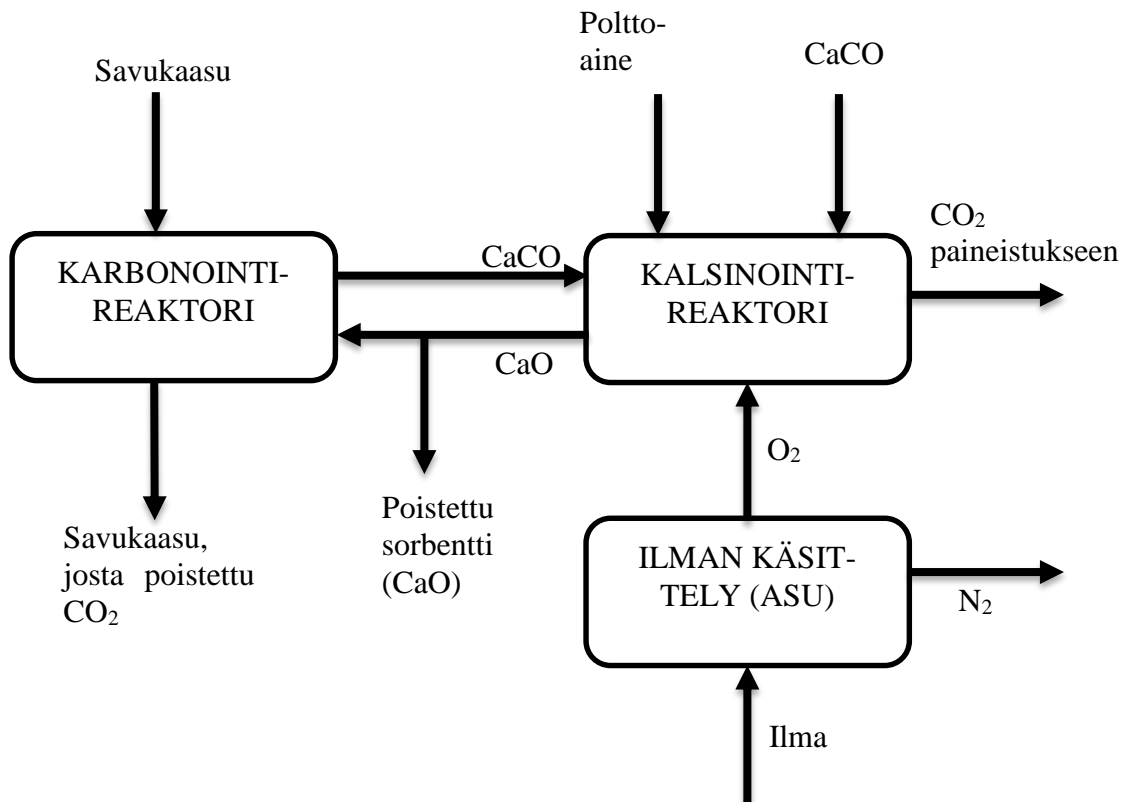 Savukaasu
Poltto-
aine
CaCO
KARBONOINTI-
REAKTORI
CaCO
CaO
KALSINOINTI-
REAKTORI
CO₂
paineistukseen
O₂
Savukaasu,
josta poistettu
CO₂
Poistettu
sorbentti
(CaO)
ILMAN KÄSIT-
TELY (ASU)
N₂
Ilma